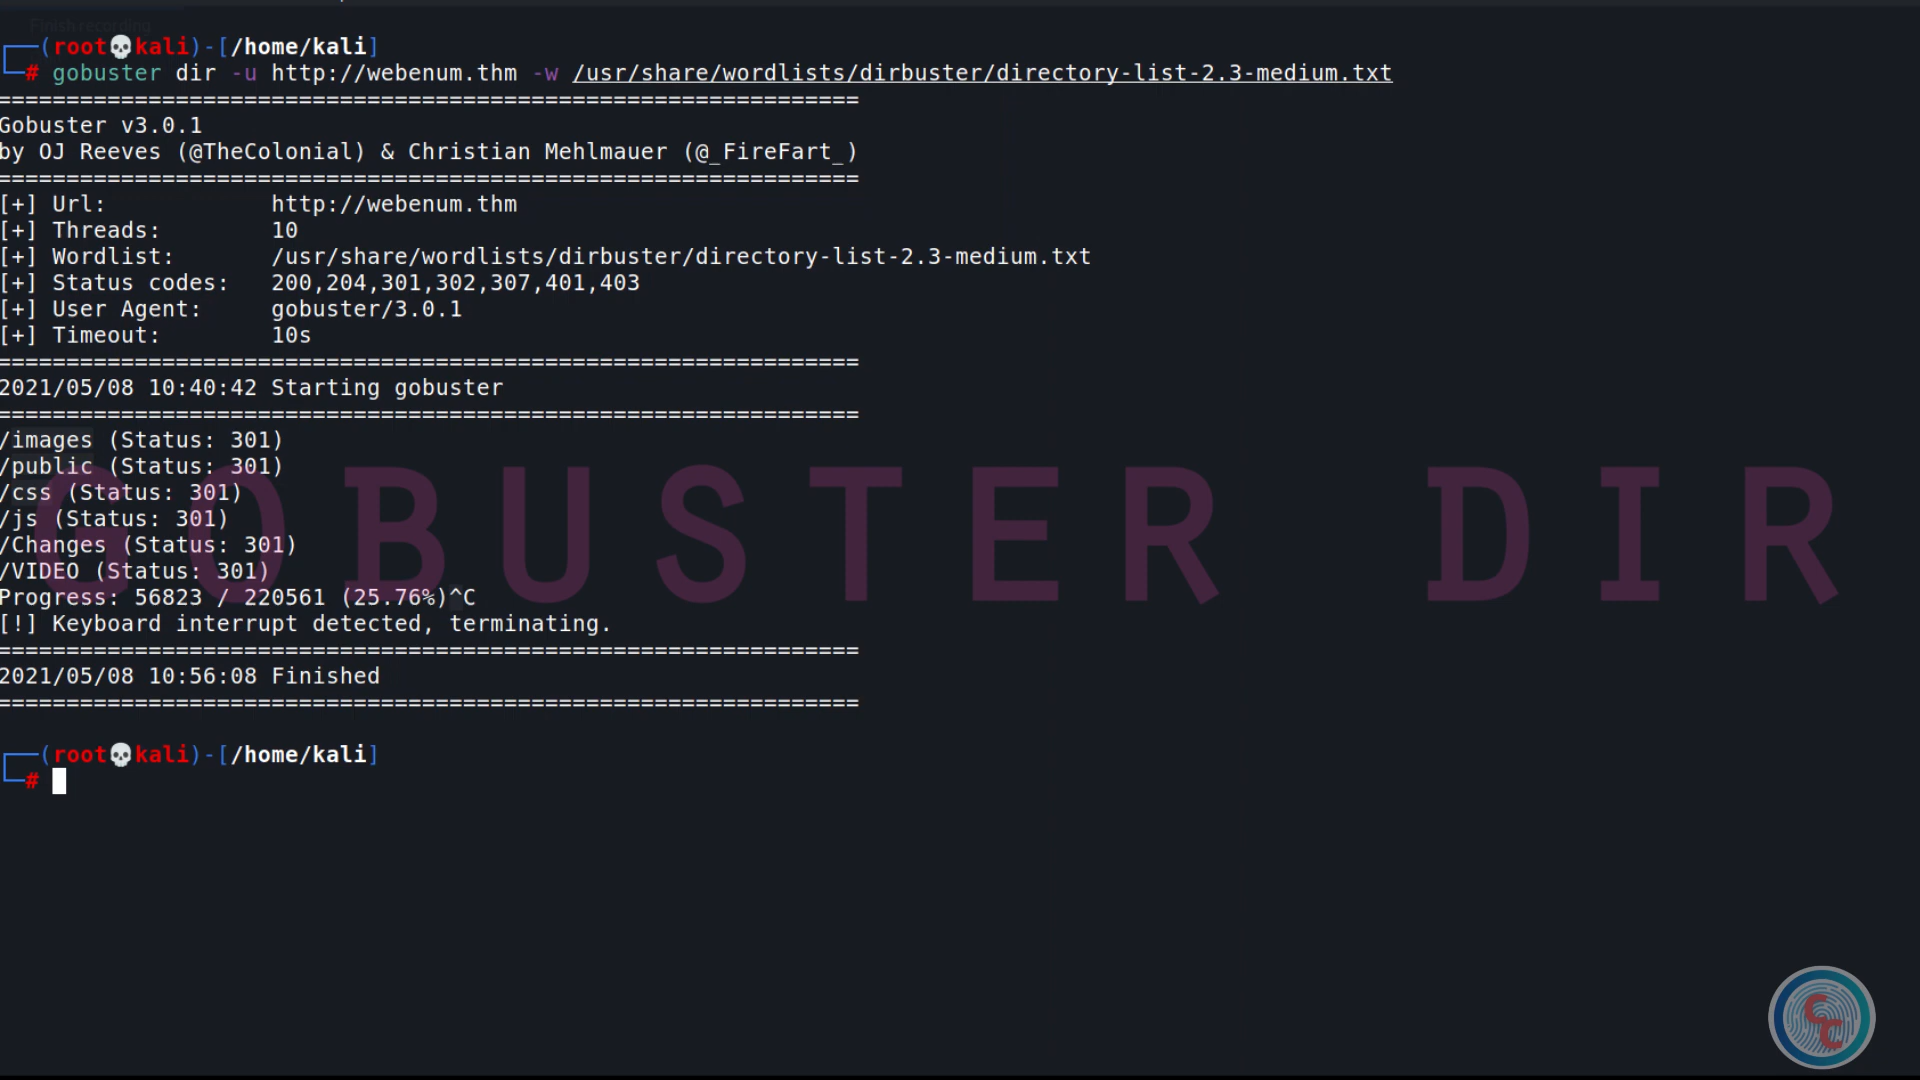 Finish recording
(root💀kali)-[/home/kali]
# gobuster dir -u http://webenum.thm -w /usr/share/wordlists/dirbuster/directory-list-2.3-medium.txt
===============================================================
Gobuster v3.0.1
by OJ Reeves (@TheColonial) & Christian Mehlmauer (@_FireFart_)
===============================================================
[+] Url:            http://webenum.thm
[+] Threads:        10
[+] Wordlist:       /usr/share/wordlists/dirbuster/directory-list-2.3-medium.txt
[+] Status codes:   200,204,301,302,307,401,403
[+] User Agent:     gobuster/3.0.1
[+] Timeout:        10s
===============================================================
2021/05/08 10:40:42 Starting gobuster
===============================================================
/images (Status: 301)
/public (Status: 301)
/css (Status: 301)
/js (Status: 301)
/Changes (Status: 301)
/VIDEO (Status: 301)
GOBUSTER DIR
Progress: 56823 / 220561 (25.76%)^C
[!] Keyboard interrupt detected, terminating.
===============================================================
2021/05/08 10:56:08 Finished
===============================================================
(root💀kali)-[/home/kali]
#
CC